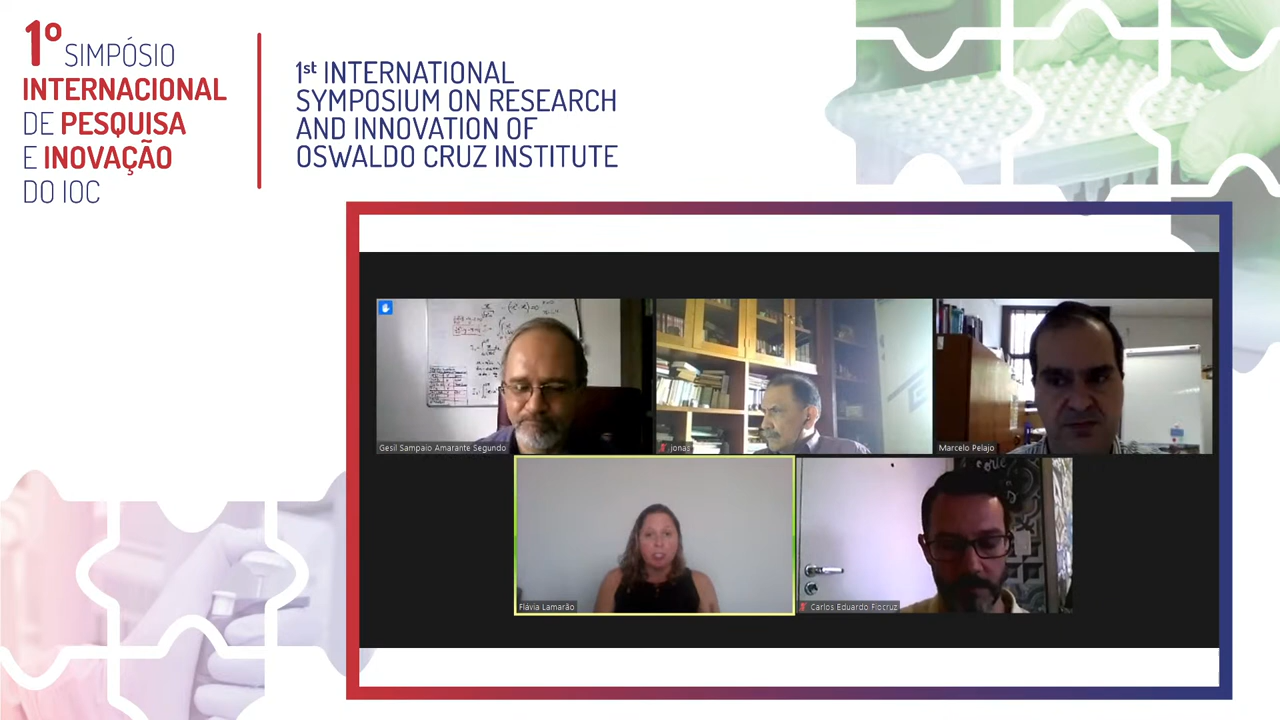 1º SIMPÓSIO
INTERNACIONAL
DE PESQUISA
E INOVAÇÃO
DO IOC
1st INTERNATIONAL
SYMPOSIUM ON RESEARCH
AND INNOVATION OF
OSWALDO CRUZ INSTITUTE
Gesil Sampaio Amarante Segundo
jonas
Marcelo Pelajo
Flávia Lamarão
Carlos Eduardo Fiocruz